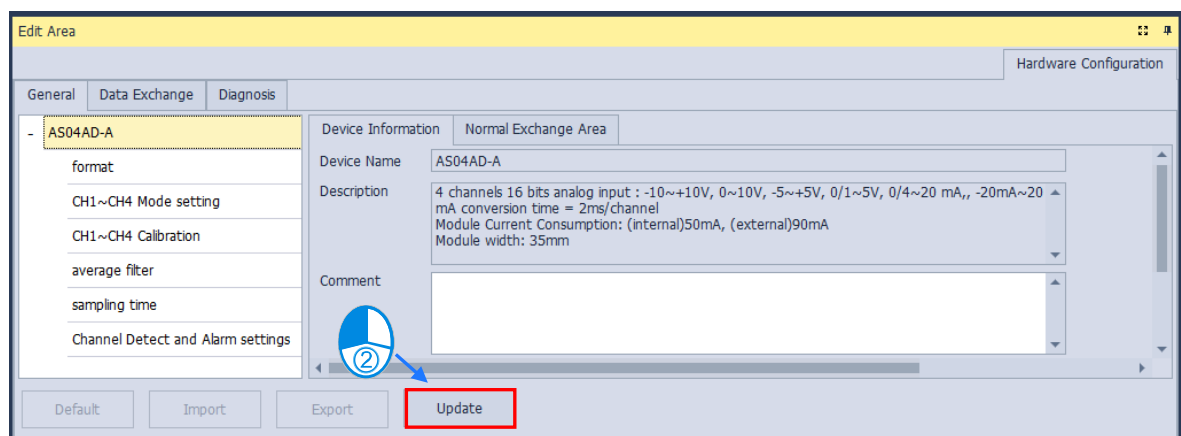 Edit Area
Hardware Configuration
General Data Exchange Diagnosis
- AS04AD-A
format
CH1~CH4 Mode setting
CH1~CH4 Calibration
average filter
sampling time
Channel Detect and Alarm settings
Device Information Normal Exchange Area
Device Name AS04AD-A
Description 4 channels 16 bits analog input : -10~+10V, 0~10V, -5~+5V, 0/1~5V, 0/4~20 mA,, -20mA~20
mA conversion time = 2ms/channel
Module Current Consumption: (internal)50mA, (external)90mA
Module width: 35mm
Comment
②
Default Import Export Update